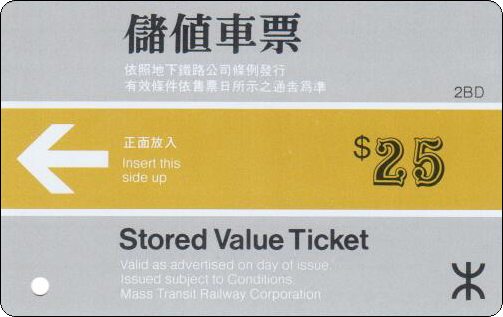 儲值車票
依照地下鐵路公司條例發行
有效條件依售票日所示之通告為準
2BD
正面放入
Insert this
side up
$25
Stored Value Ticket
Valid as advertised on day of issue.
Issued subject to Conditions
Mass Transit Railway Corporation